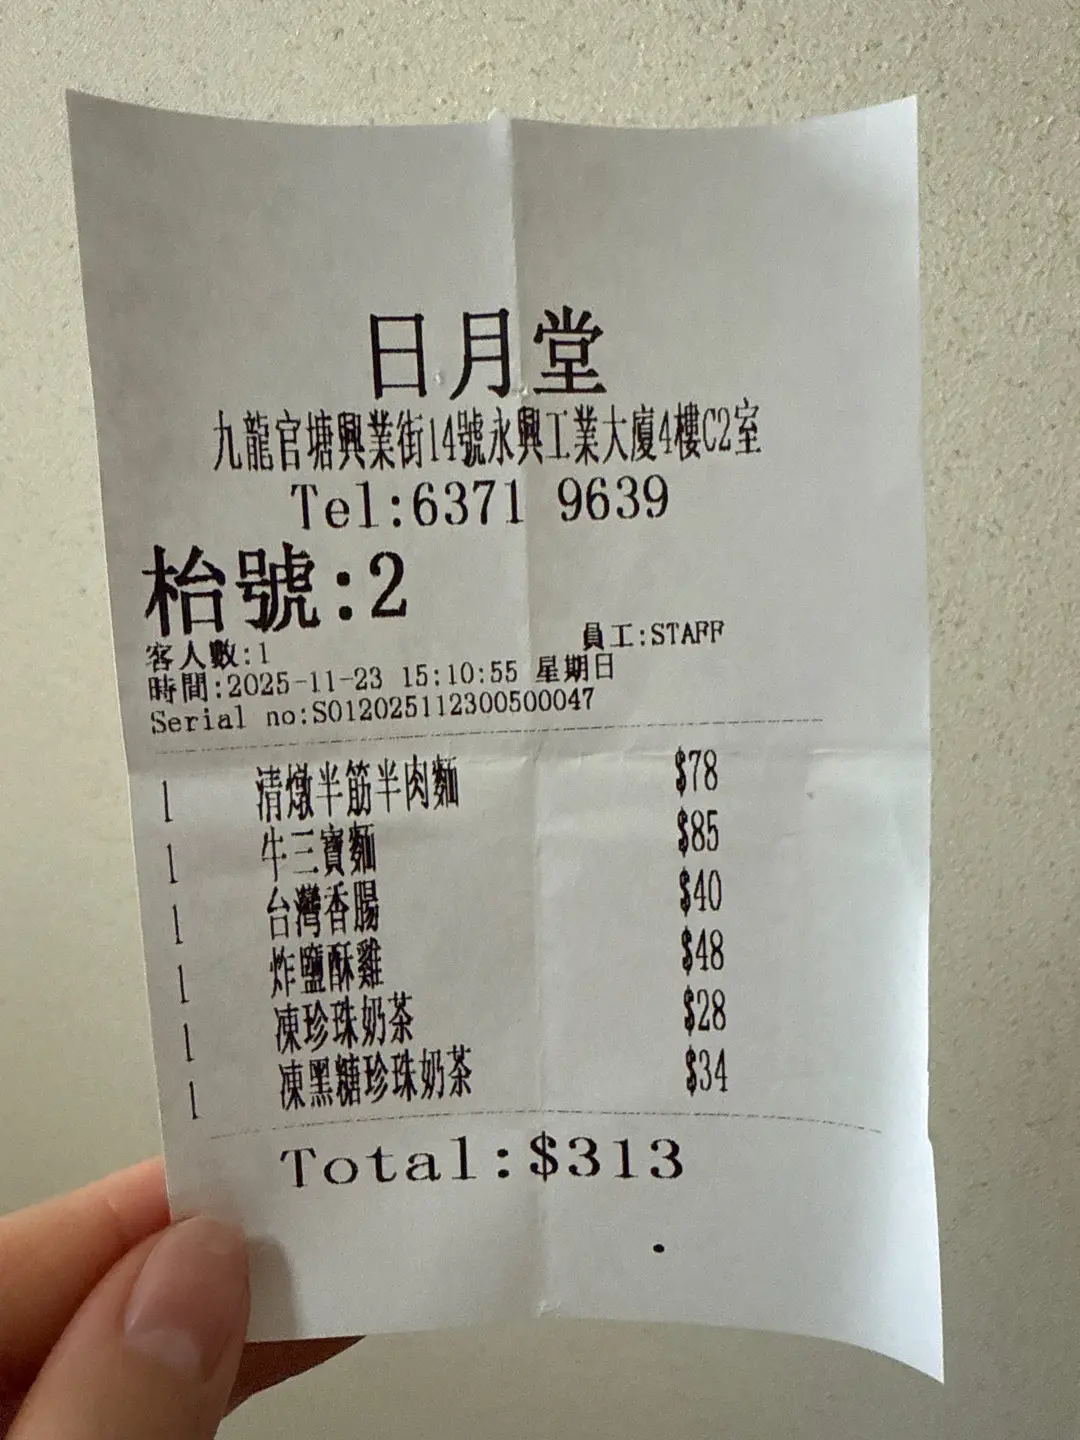 日月堂
九龍官塘興業街14號永興工業大廈4樓C2室
Tel:6371 9639
枱號:2
客人數:1 員工:STAFF
時間:2025-11-23 15:10:55 星期日
Serial no:S012025112300500047
1 清燉半筋半肉麵 $78
1 牛三寶麵 $85
1 台灣香腸 $40
1 炸鹽酥雞 $48
1 凍珍珠奶茶 $28
1 凍黑糖珍珠奶茶 $34
Total:$313
.